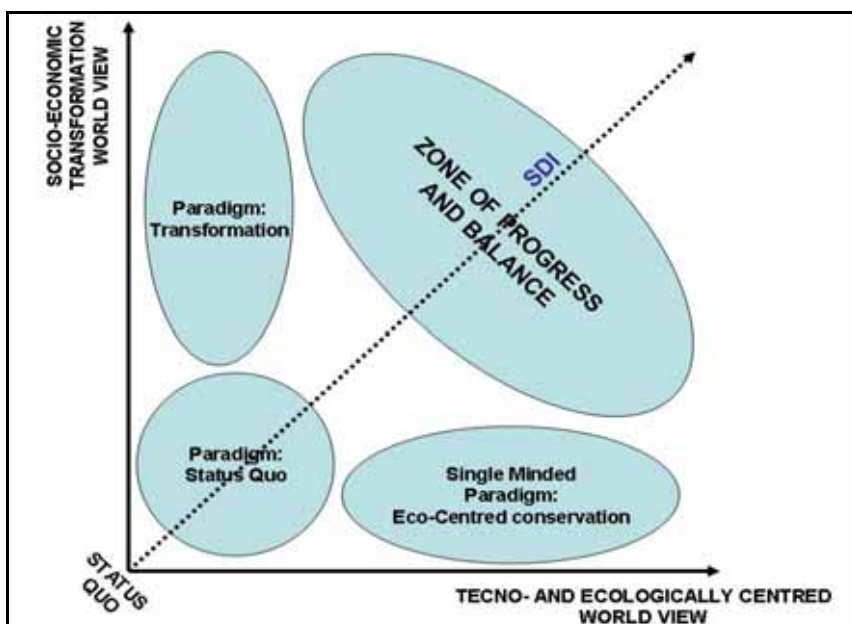 SOCIO-ECONOMIC
TRANSFORMATION
WORLD VIEW
Paradigm:
Transformation
SDI
ZONE OF PROGRESS
AND BALANCE
Paradigm:
Status Quo
Single Minded
Paradigm:
Eco-Centred conservation
STATUS
QUO
TECNO- AND ECOLOGICALLY CENTRED
WORLD VIEW